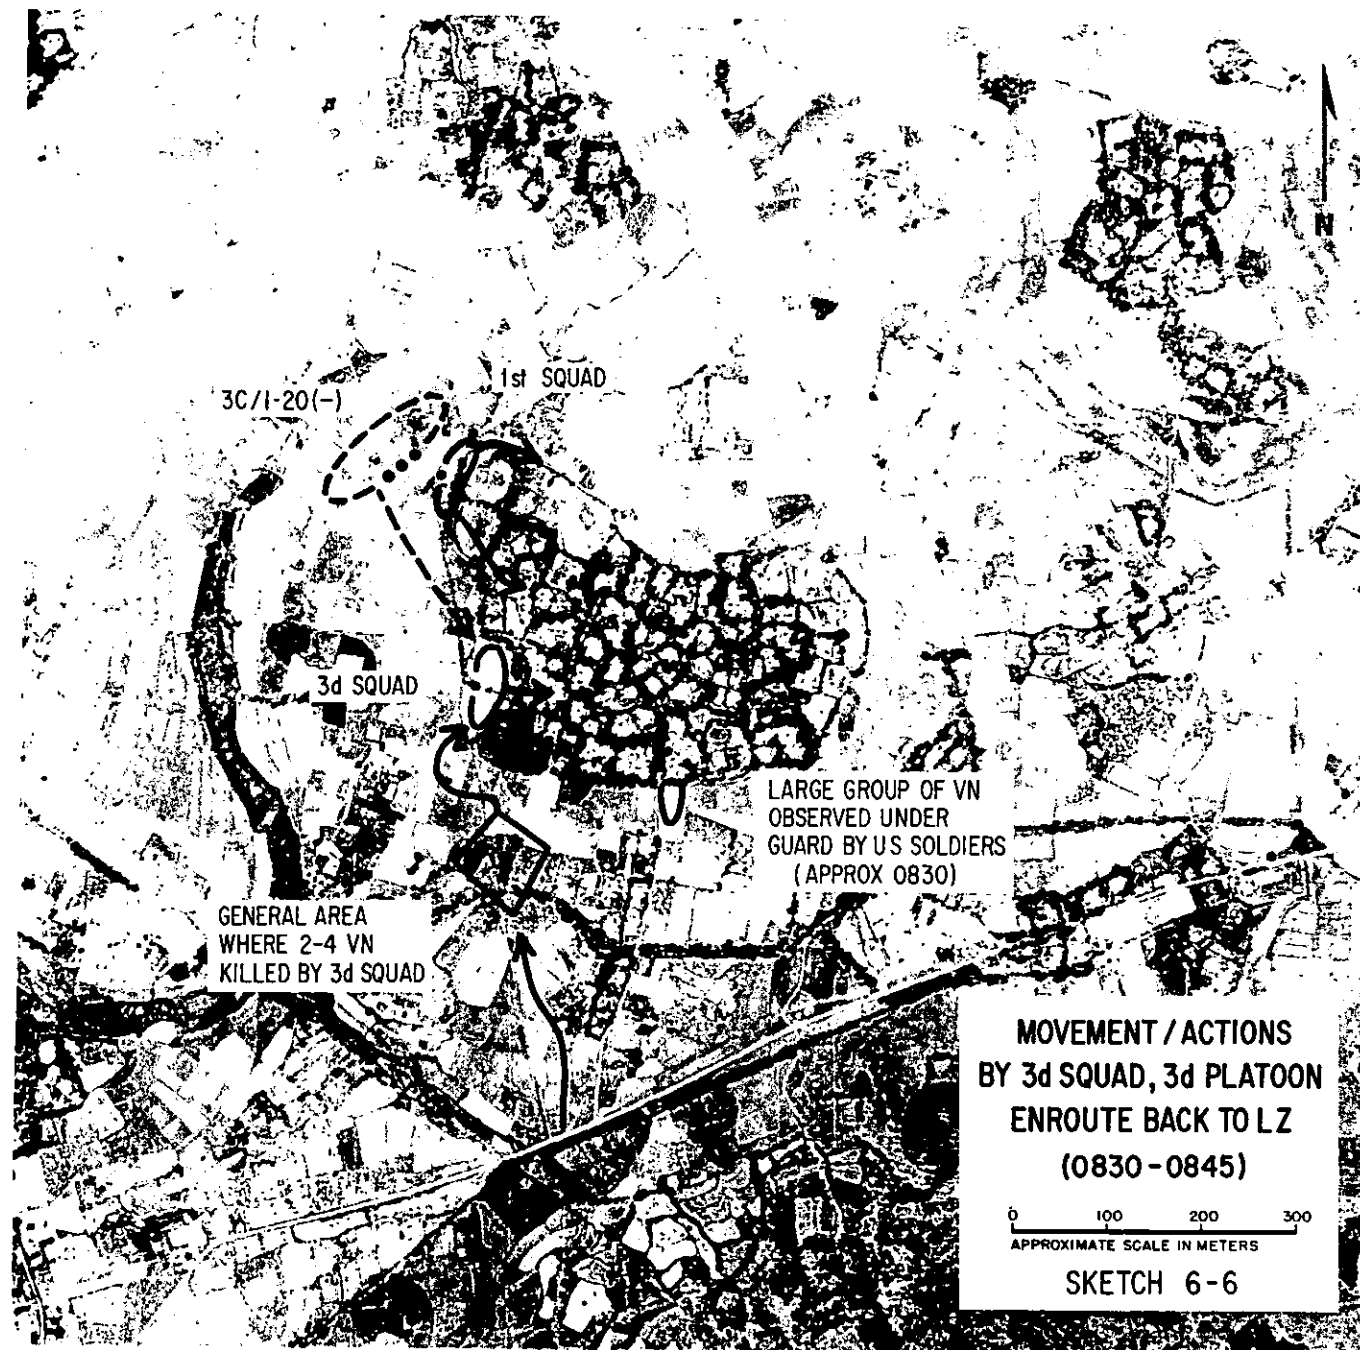 N
1st SQUAD
3C/1-20(-)
3d SQUAD
LARGE GROUP OF VN
OBSERVED UNDER
GUARD BY US SOLDIERS
(APPROX 0830)
GENERAL AREA
WHERE 2-4 VN
KILLED BY 3d SQUAD
MOVEMENT / ACTIONS
BY 3d SQUAD, 3d PLATOON
ENROUTE BACK TO LZ
(0830-0845)
0 100 200 300
APPROXIMATE SCALE IN METERS
SKETCH 6-6